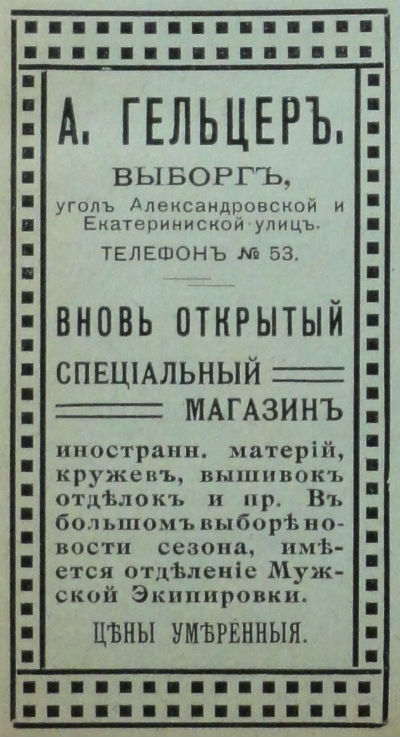 А. ГЕЛЬЦЕРЪ.
ВЫБОРГЪ,
уголъ Александровской и
Екатериниской улицъ.
ТЕЛЕФОНЪ № 53.
ВНОВЬ ОТКРЫТЫЙ
СПЕЦІАЛЬНЫЙ
МАГАЗИНЪ
иностранн. матерій,
кружевъ, вышивокъ
отдѣлокъ и пр. Въ
большомъ выборѣ но-
вости сезона, имѣ-
ется отдѣленіе Муж-
ской Экипировки.
ЦѢНЫ УМѢРЕННЫЯ.